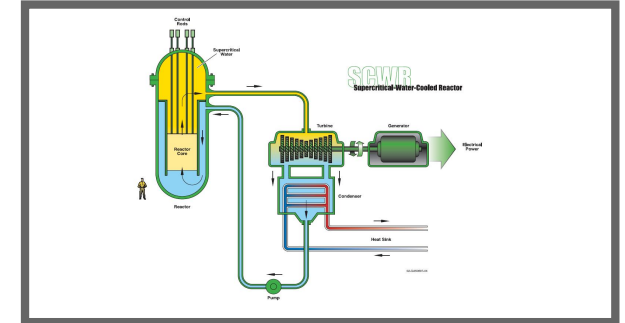 Control
Rods
Supercritical
Water
SCWR
Supercritical-Water-Cooled Reactor
Turbine
Generator
Electrical
Power
Reactor
Core
Condenser
Reactor
Heat Sink
Pump